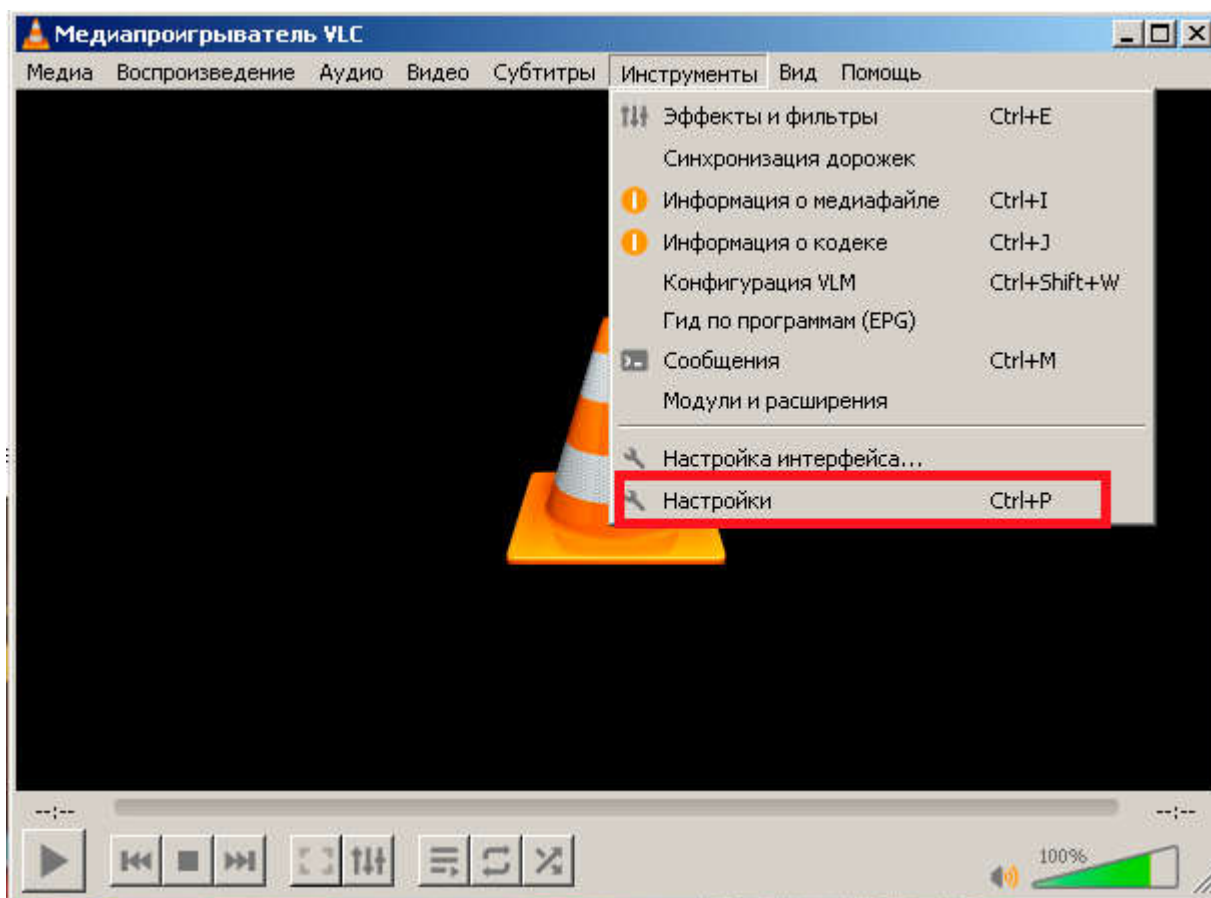 Медиапроигрыватель VLC
Медиа Воспроизведение Аудио Видео Субтитры Инструменты Вид Помощь
Эффекты и фильтры Ctrl+E
Синхронизация дорожек
Информация о медиафайле Ctrl+I
Информация о кодеке Ctrl+J
Конфигурация VLM Ctrl+Shift+W
Гид по программам (EPG)
Сообщения Ctrl+M
Модули и расширения
Настройка интерфейса...
Настройки Ctrl+P
--:-- --:--
100%